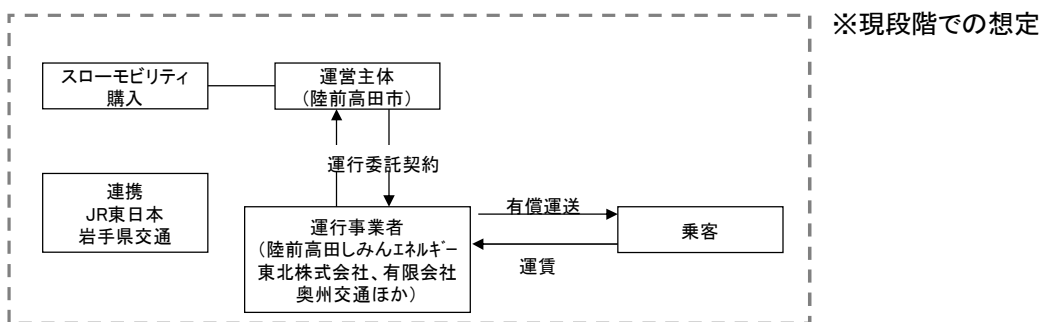 ※現段階での想定
スローモビリティ
購入
運営主体
（陸前高田市）
運行委託契約
連携
JR東日本
岩手県交通
運行事業者
（陸前高田しみんエネルギー
東北株式会社、有限会社
奥州交通ほか）
有償運送
運賃
乗客